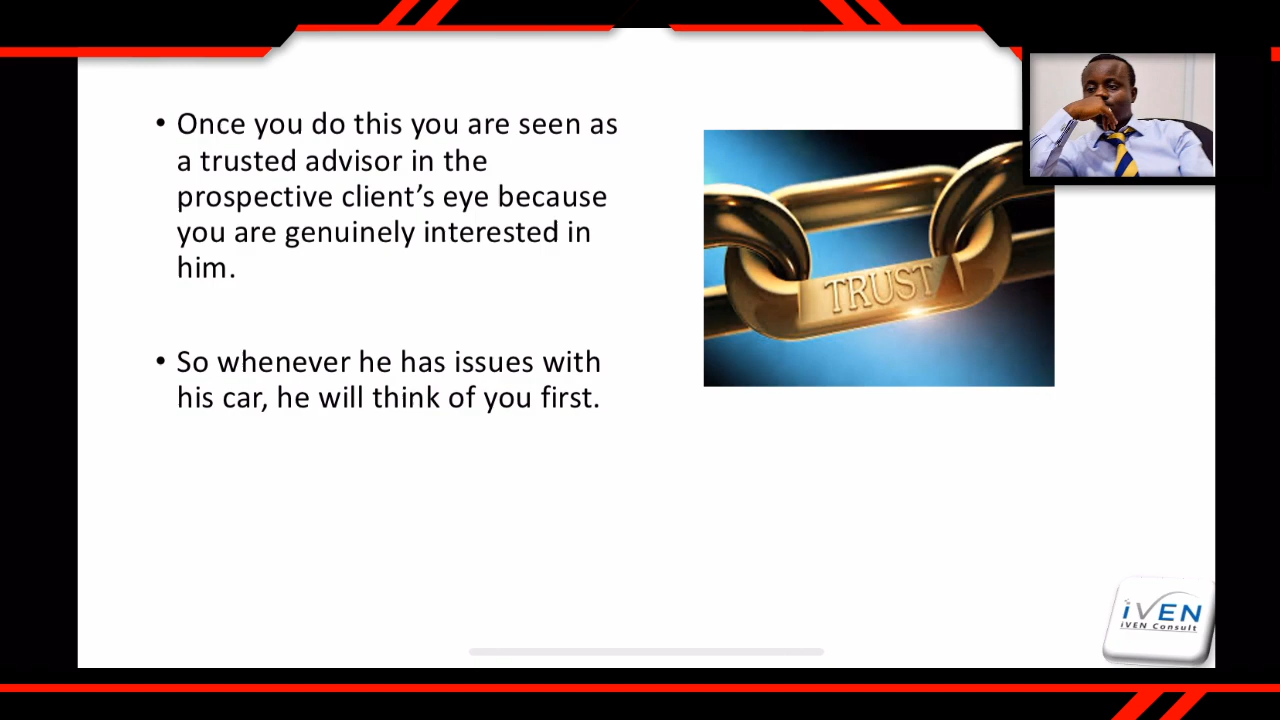 • Once you do this you are seen as
a trusted advisor in the
prospective client’s eye because
you are genuinely interested in
him.
• So whenever he has issues with
his car, he will think of you first.
TRUST
iVEN
iVEN Consult